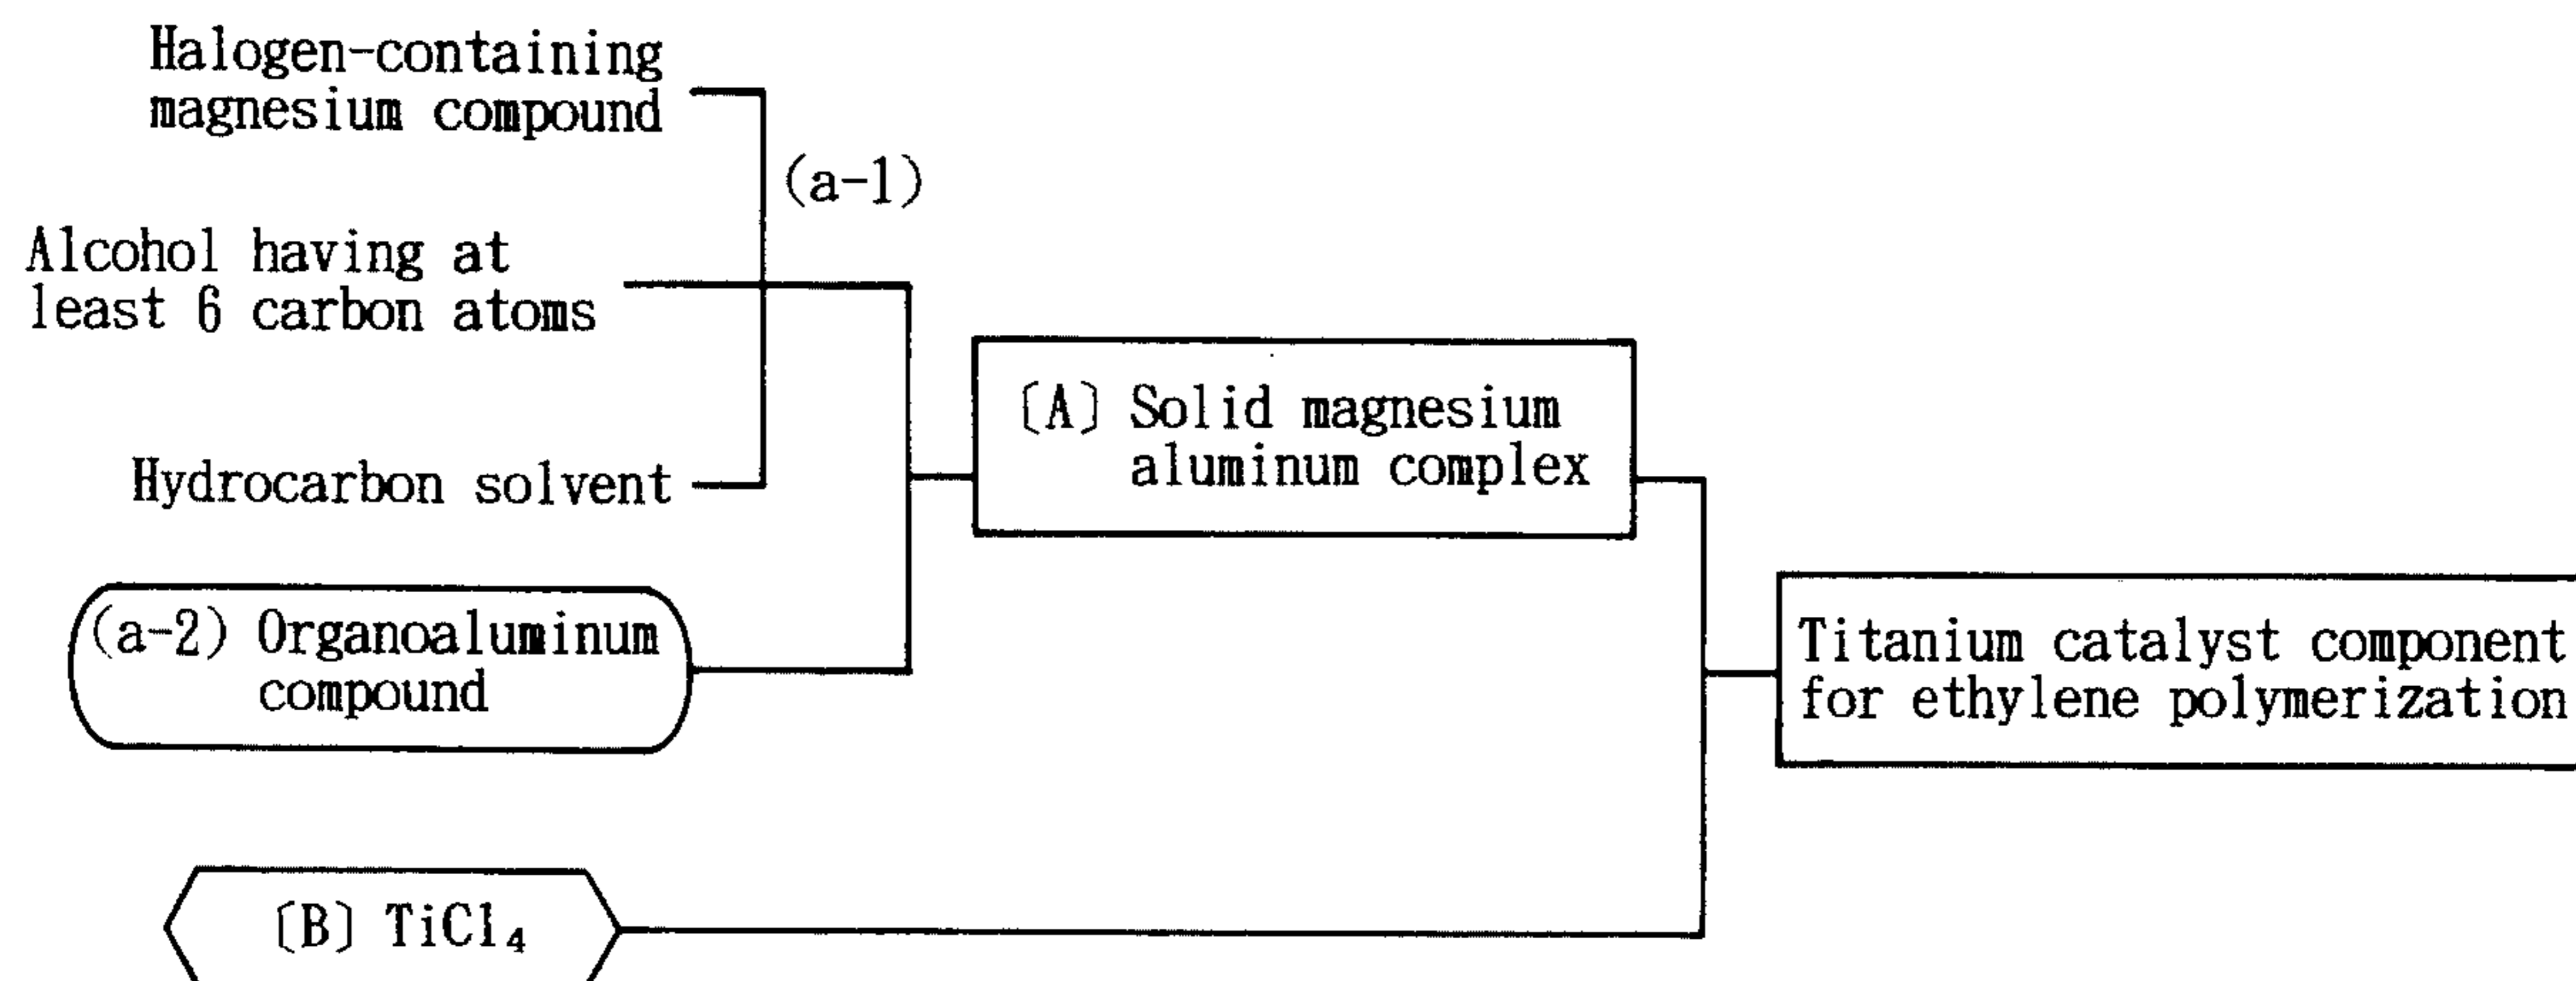 Halogen-containing
magnesium compound
(a-1)
Alcohol having at
least 6 carbon atoms
Hydrocarbon solvent
〔A〕 Solid magnesium
aluminum complex
(a-2) Organoaluminum
compound
Titanium catalyst component
for ethylene polymerization
〔B〕 TiCl₄